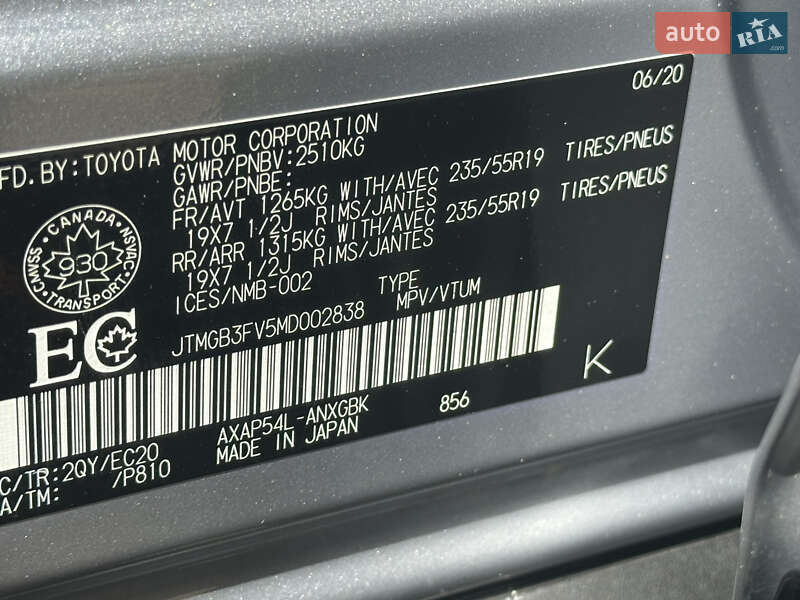 auto RIA.com
06/20
FD. BY: TOYOTA MOTOR CORPORATION
GVWR/PNBV: 2510KG
GAWR/PNBE:
FR/AVT 1265KG WITH/AVEC 235/55R19 TIRES/PNEUS
19X7 1/2J RIMS/JANTES
RR/ARR 1315KG WITH/AVEC 235/55R19 TIRES/PNEUS
19X7 1/2J RIMS/JANTES
ICES/NMB-002 TYPE
MPV/VTUM
CANADA
CMVSS NSVAC
930
TRANSPORT
EC
JTMGB3FV5MD002838
K
AXAP54L-ANXGBK 856
MADE IN JAPAN
C/TR: 2QY/EC20
A/TM: /P810